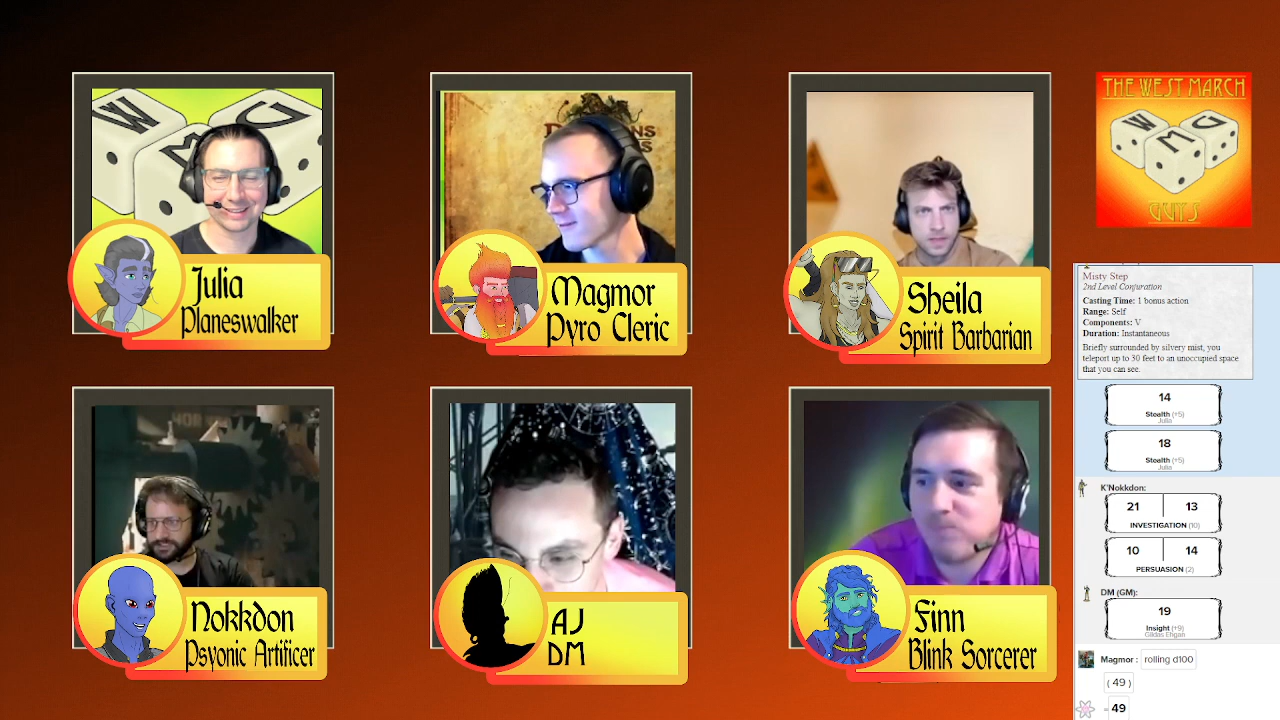 W
M
G
DUNGEONS
Julia
Planeswalker
Magmor
Pyro Cleric
Sheila
Spirit Barbarian
THE WEST MARCH
W
M
G
GUYS
Nokkdon
Psyonic Artificer
AJ
DM
Finn
Blink Sorcerer
Misty Step
2nd Level Conjuration
Casting Time: 1 bonus action
Range: Self
Components: V
Duration: Instantaneous
Briefly surrounded by silvery mist, you
teleport up to 30 feet to an unoccupied space
that you can see.
14
Stealth (+5)
Julia
18
Stealth (+5)
Julia
K'Nokkdon:
21 13
INVESTIGATION (10)
10 14
PERSUASION (2)
DM (GM):
19
Insight (+9)
Gildas Ehgan
Magmor : rolling d100
( 49 )
=49